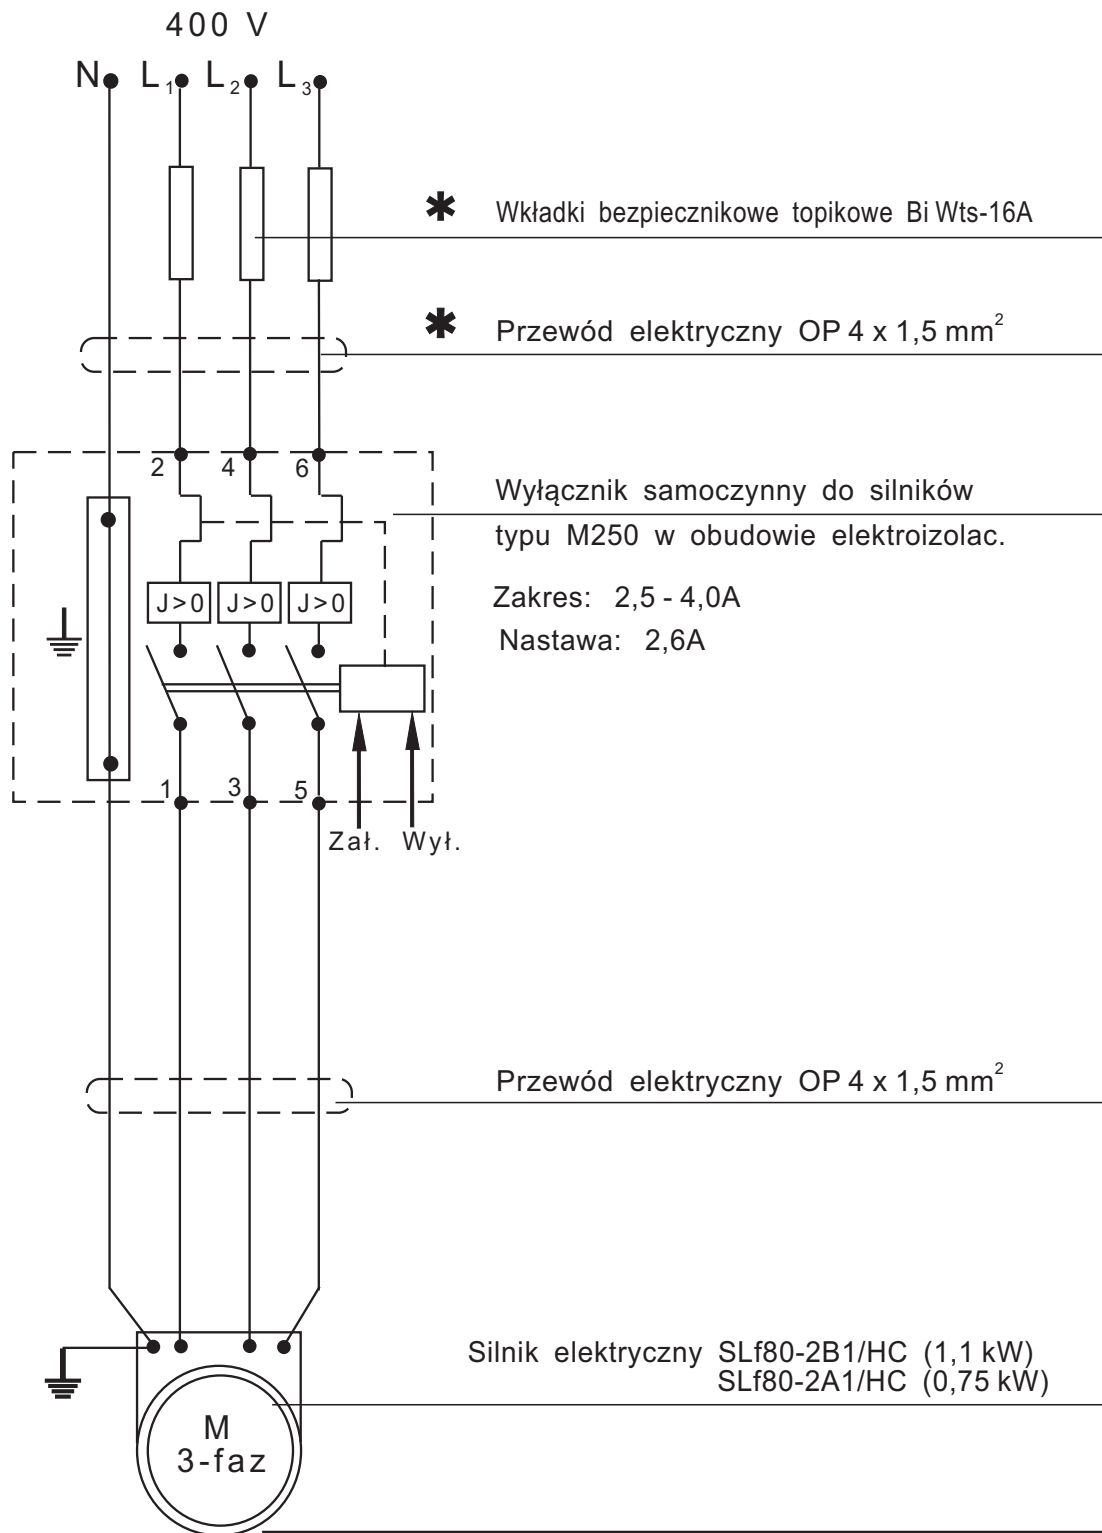 400 V
N L1 L2 L3
✱ Wkładki bezpiecznikowe topikowe Bi Wts-16A
✱ Przewód elektryczny OP 4 x 1,5 mm²
2 4 6
Wyłącznik samoczynny do silników
typu M250 w obudowie elektroizolac.
J>0 J>0 J>0
Zakres: 2,5 - 4,0A
Nastawa: 2,6A
1 3 5
Zał. Wył.
Przewód elektryczny OP 4 x 1,5 mm²
Silnik elektryczny SLf80-2B1/HC (1,1 kW)
SLf80-2A1/HC (0,75 kW)
M
3-faz